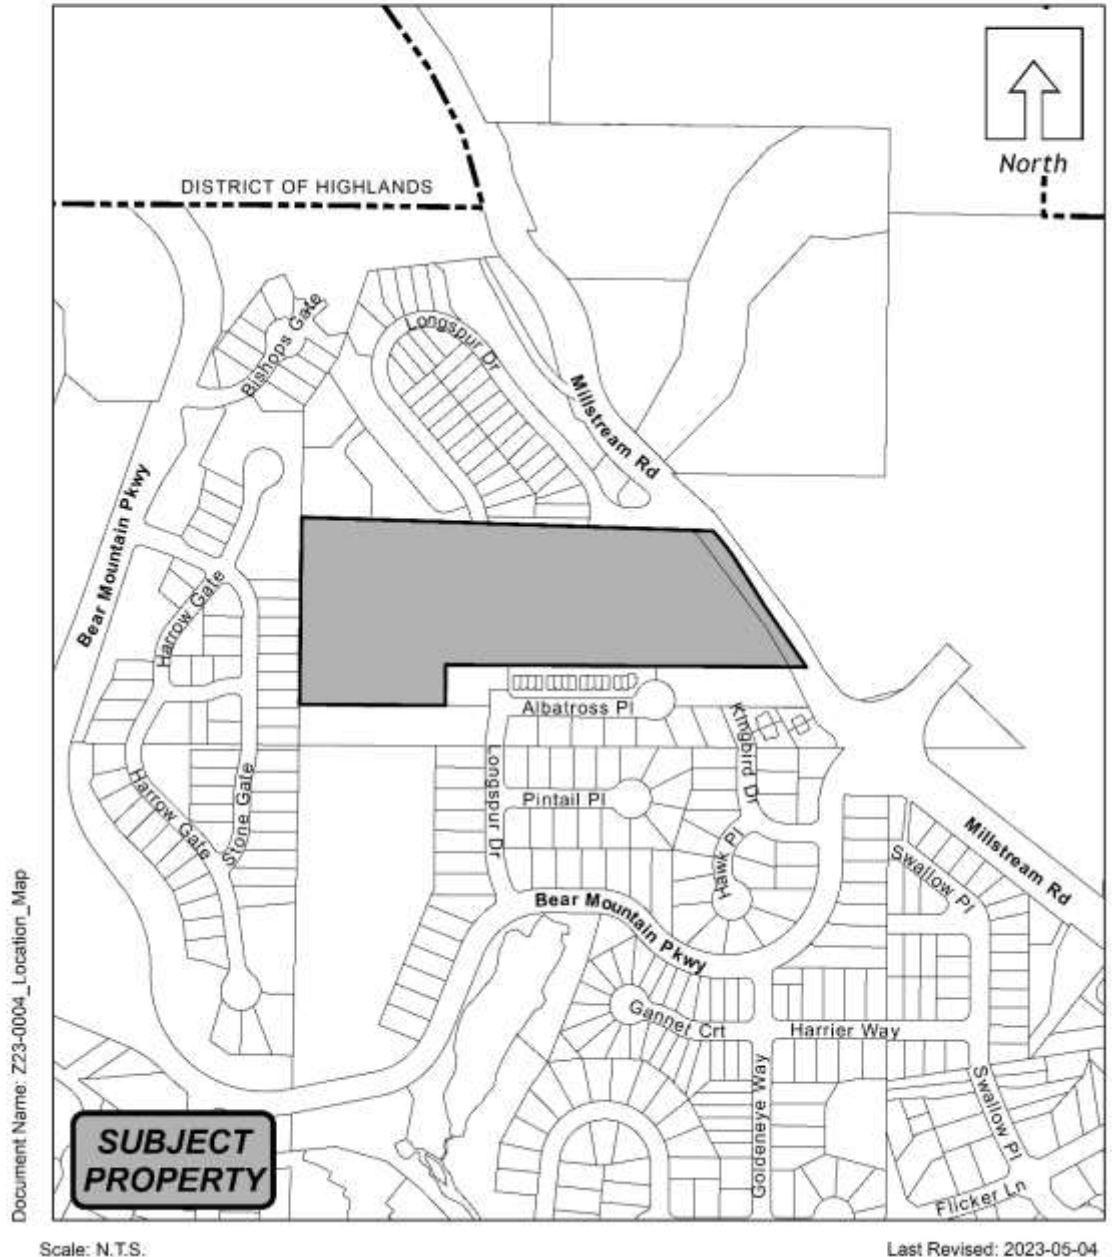 North
DISTRICT OF HIGHLANDS
Bishops Gate
Longspur Dr
Millstream Rd
Bear Mountain Pkwy
Harrow Gate
Albatross Pl
Kingbird Dr
Longspur Dr
Pintail Pl
Harrow Gate
Stone Gate
Hawk Pl
Millstream Rd
Swallow Pl
Bear Mountain Pkwy
Ganner Crt
Harrier Way
Goldeneye Way
Swallow Pl
Flicker Ln
SUBJECT
PROPERTY
Document Name: Z23-0004_Location_Map
Scale: N.T.S.
Last Revised: 2023-05-04